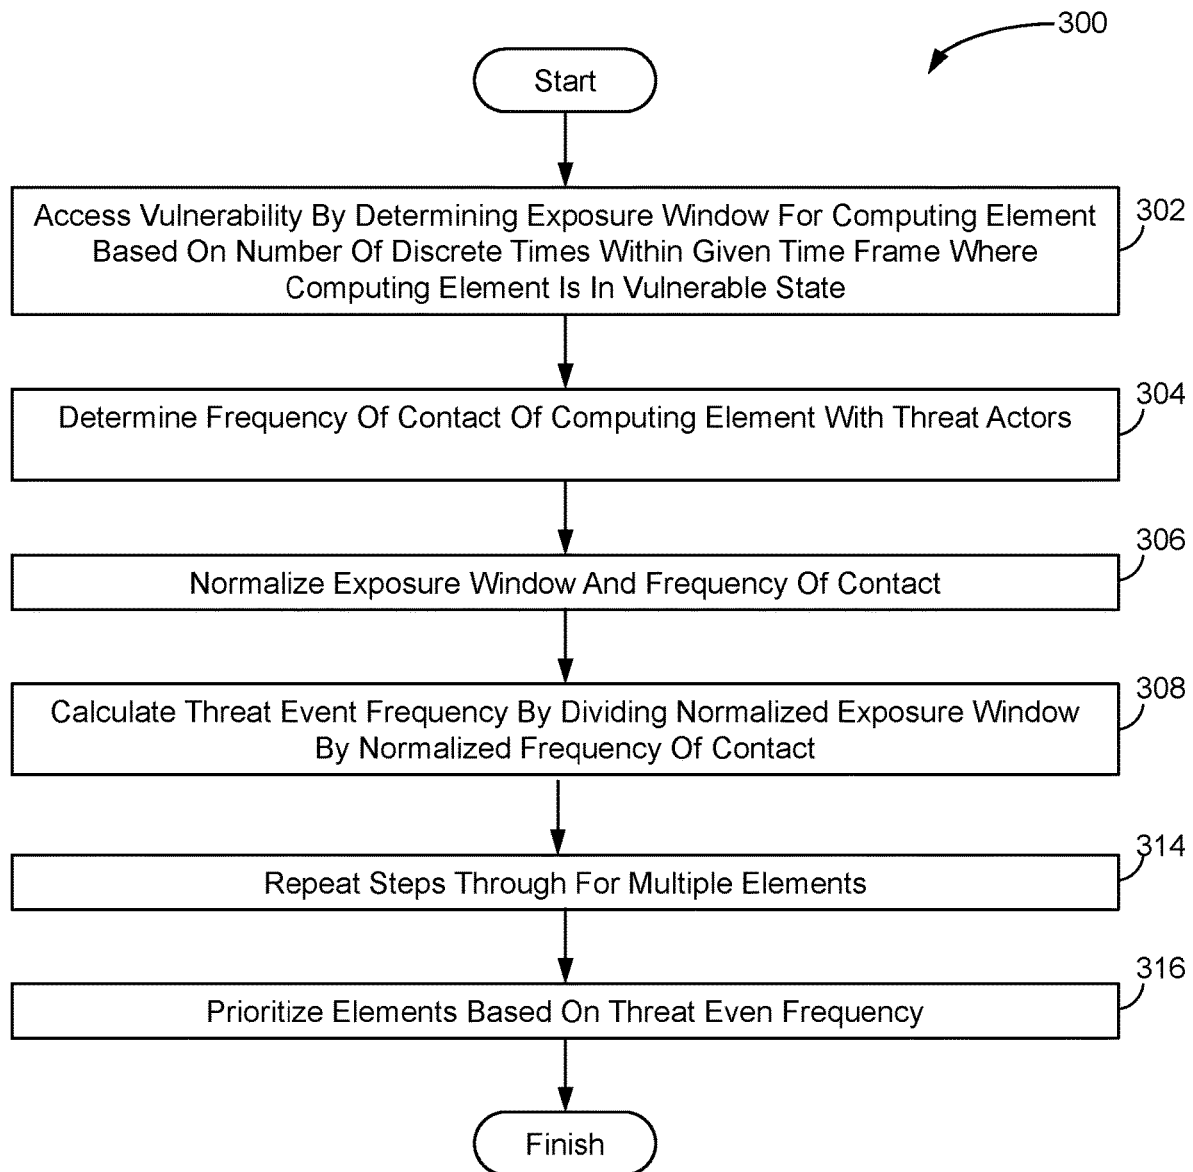 300
Start
Access Vulnerability By Determining Exposure Window For Computing Element
Based On Number Of Discrete Times Within Given Time Frame Where
Computing Element Is In Vulnerable State
302
Determine Frequency Of Contact Of Computing Element With Threat Actors
304
Normalize Exposure Window And Frequency Of Contact
306
Calculate Threat Event Frequency By Dividing Normalized Exposure Window
By Normalized Frequency Of Contact
308
Repeat Steps Through For Multiple Elements
314
Prioritize Elements Based On Threat Even Frequency
316
Finish